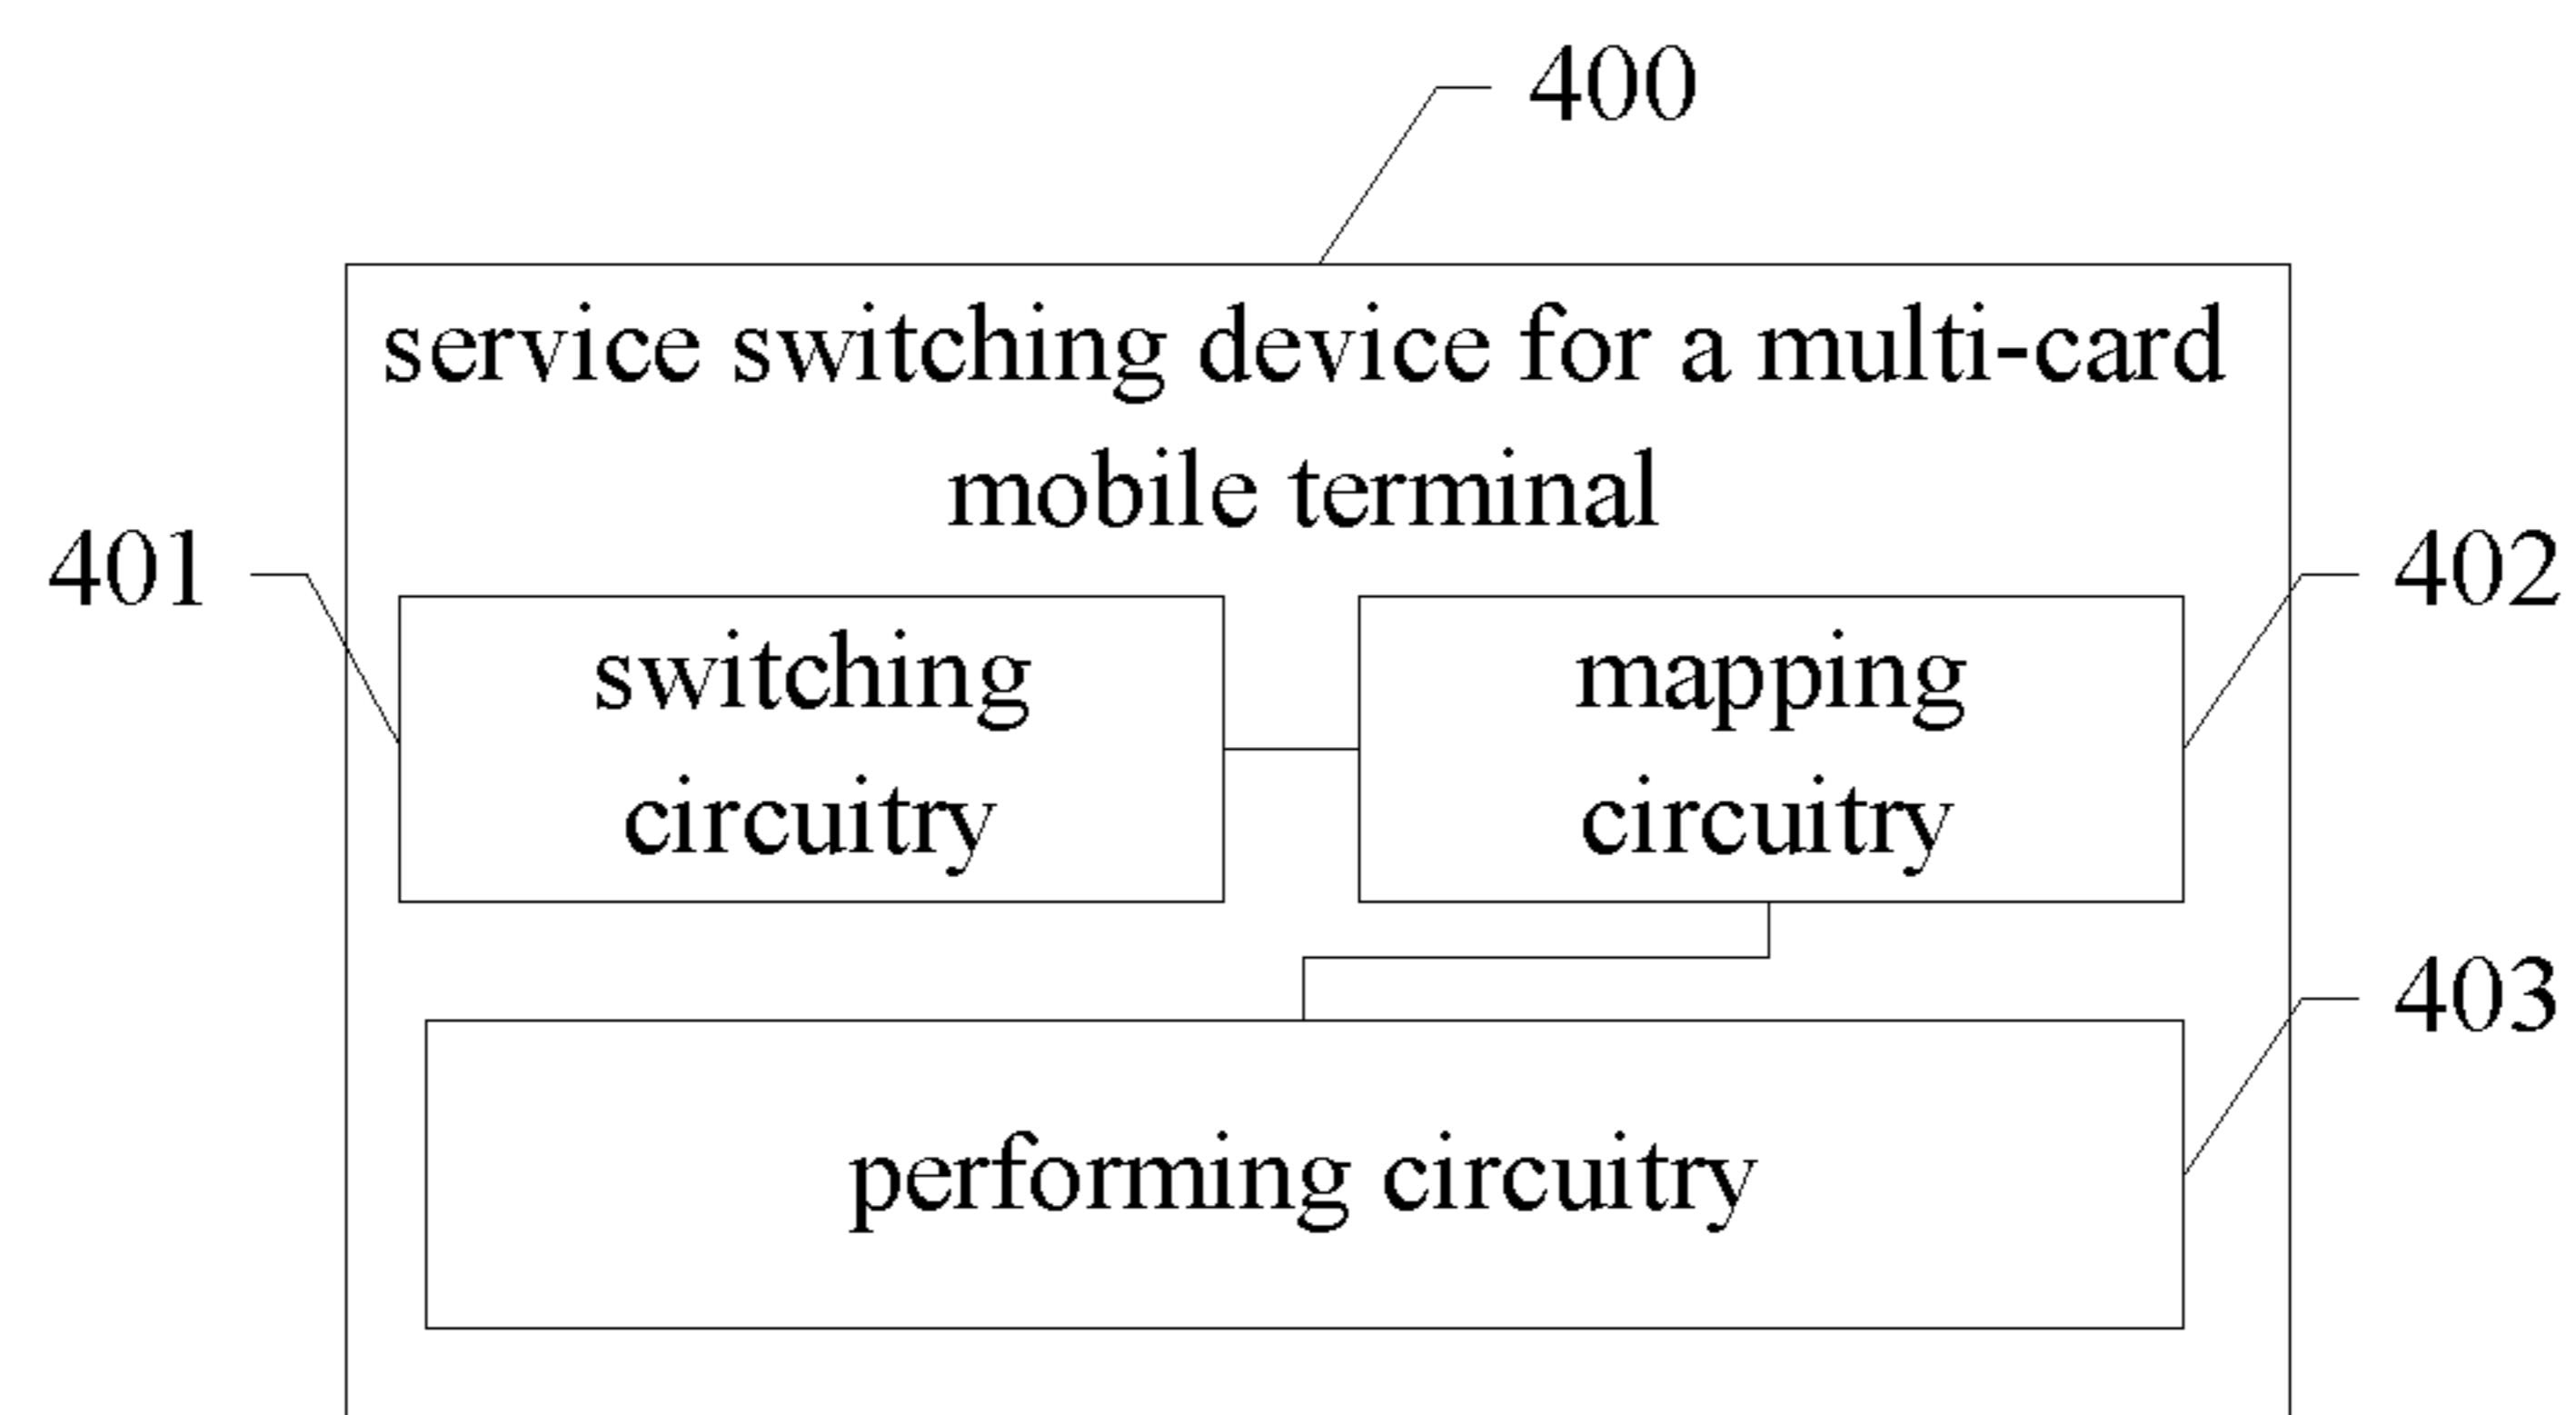 400
service switching device for a multi-card
mobile terminal
401
402
switching
circuitry
mapping
circuitry
403
performing circuitry